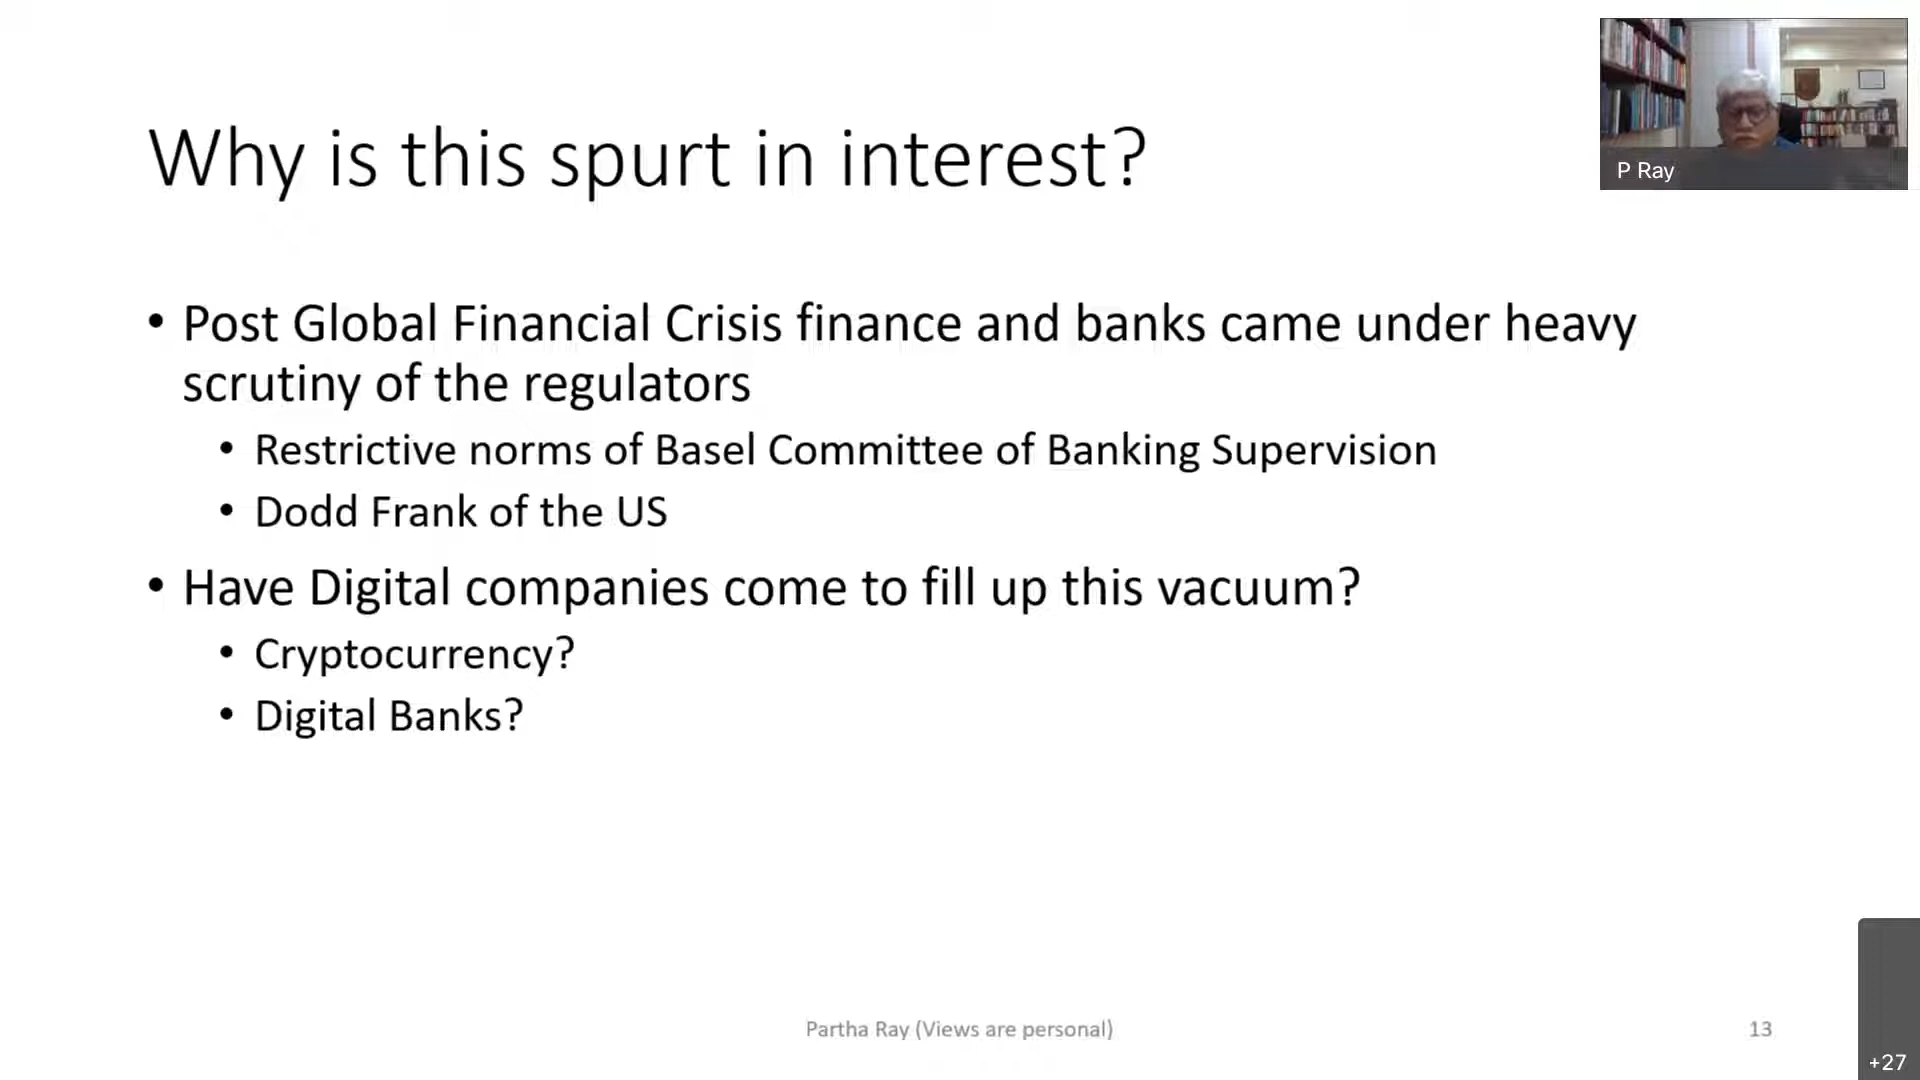 Why is this spurt in interest?
P Ray
• Post Global Financial Crisis finance and banks came under heavy
scrutiny of the regulators
• Restrictive norms of Basel Committee of Banking Supervision
• Dodd Frank of the US
• Have Digital companies come to fill up this vacuum?
• Cryptocurrency?
• Digital Banks?
Partha Ray (Views are personal)
13
+27